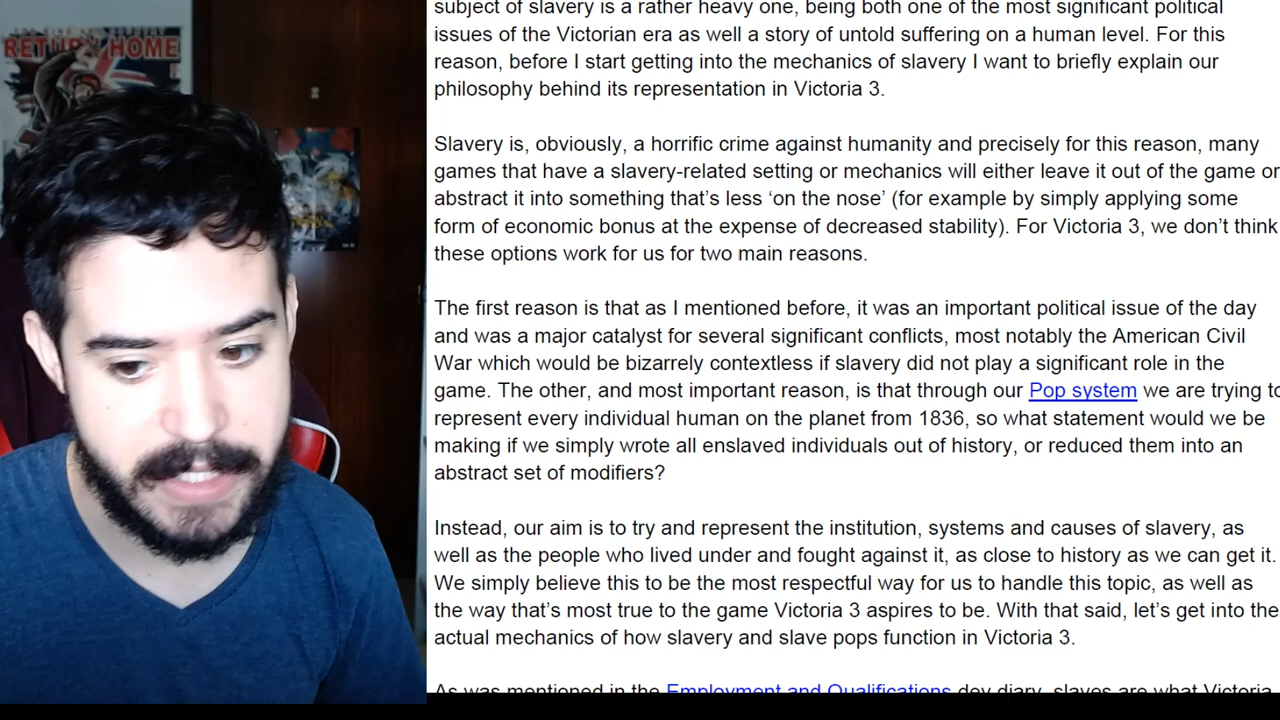 RETURN HOME
subject of slavery is a rather heavy one, being both one of the most significant political
issues of the Victorian era as well a story of untold suffering on a human level. For this
reason, before I start getting into the mechanics of slavery I want to briefly explain our
philosophy behind its representation in Victoria 3.
Slavery is, obviously, a horrific crime against humanity and precisely for this reason, many
games that have a slavery-related setting or mechanics will either leave it out of the game or
abstract it into something that’s less ‘on the nose’ (for example by simply applying some
form of economic bonus at the expense of decreased stability). For Victoria 3, we don’t think
these options work for us for two main reasons.
The first reason is that as I mentioned before, it was an important political issue of the day
and was a major catalyst for several significant conflicts, most notably the American Civil
War which would be bizarrely contextless if slavery did not play a significant role in the
game. The other, and most important reason, is that through our Pop system we are trying to
represent every individual human on the planet from 1836, so what statement would we be
making if we simply wrote all enslaved individuals out of history, or reduced them into an
abstract set of modifiers?
Instead, our aim is to try and represent the institution, systems and causes of slavery, as
well as the people who lived under and fought against it, as close to history as we can get it.
We simply believe this to be the most respectful way for us to handle this topic, as well as
the way that’s most true to the game Victoria 3 aspires to be. With that said, let’s get into the
actual mechanics of how slavery and slave pops function in Victoria 3.
As was mentioned in the Employment and Qualifications dev diary, slaves are what Victoria